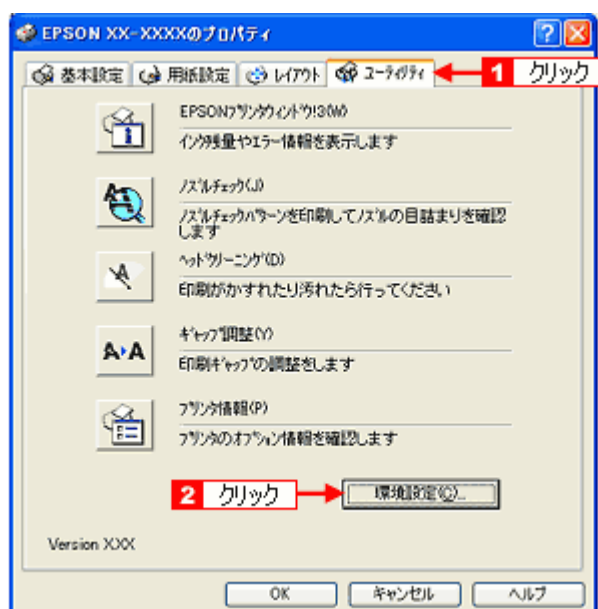 EPSON XX-XXXXのプロパティ
基本設定 用紙設定 レイアウト ユーティリティ 1 クリック
EPSONプリンタウィンドウ!3(W)
インク残量やエラー情報を表示します
ノズルチェック(J)
ノズルチェックパターンを印刷してノズルの目詰まりを確認
します
ヘッドクリーニング(D)
印刷がかすれたり汚れたら行ってください
A▶A
ギャップ調整(Y)
印刷ギャップの調整をします
プリンタ情報(P)
プリンタのオプション情報を確認します
2 クリック 環境設定(C)...
Version XXX
OK キャンセル ヘルプ